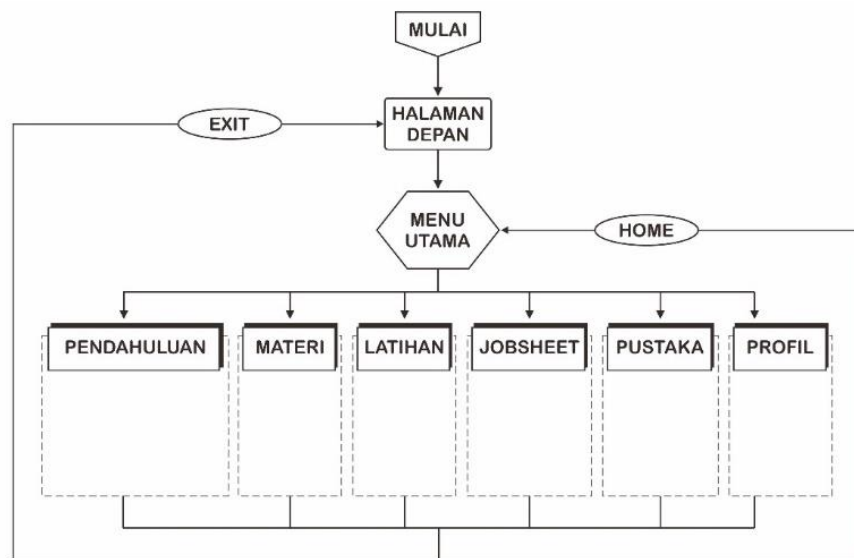 MULAI
EXIT
HALAMAN
DEPAN
MENU
UTAMA
HOME
PENDAHULUAN
MATERI
LATIHAN
JOBSHEET
PUSTAKA
PROFIL